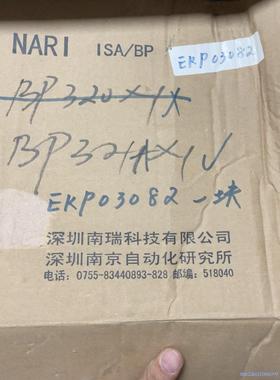 NARI ISA/BP
EKP03082
BP320×1×
BP321A×1√
EKP03082 一块
深圳南瑞科技有限公司
深圳南京自动化研究所
电话: 0755-83440893-828 邮编: 518040